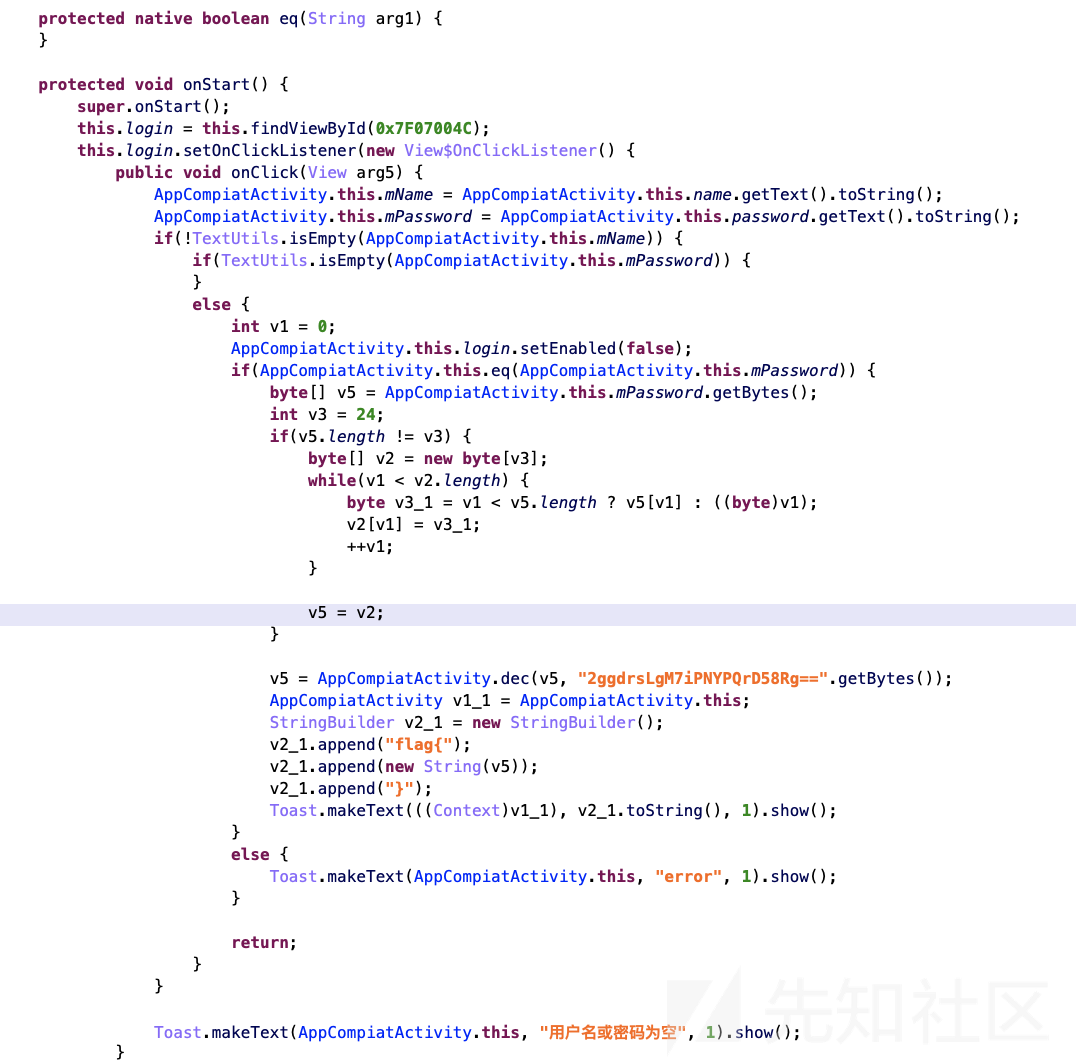 protected native boolean eq(String arg1) {
}
protected void onStart() {
super.onStart();
this.login = this.findViewById(0x7F07004C);
this.login.setOnClickListener(new View$OnClickListener() {
public void onClick(View arg5) {
AppCompiatActivity.this.mName = AppCompiatActivity.this.name.getText().toString();
AppCompiatActivity.this.mPassword = AppCompiatActivity.this.password.getText().toString();
if(!TextUtils.isEmpty(AppCompiatActivity.this.mName)) {
if(TextUtils.isEmpty(AppCompiatActivity.this.mPassword)) {
}
else {
int v1 = 0;
AppCompiatActivity.this.login.setEnabled(false);
if(AppCompiatActivity.this.eq(AppCompiatActivity.this.mPassword)) {
byte[] v5 = AppCompiatActivity.this.mPassword.getBytes();
int v3 = 24;
if(v5.length != v3) {
byte[] v2 = new byte[v3];
while(v1 < v2.length) {
byte v3_1 = v1 < v5.length ? v5[v1] : ((byte)v1);
v2[v1] = v3_1;
++v1;
}
v5 = v2;
}
v5 = AppCompiatActivity.dec(v5, "2ggdrsLgM7iPNYPQrD58Rg==".getBytes());
AppCompiatActivity v1_1 = AppCompiatActivity.this;
StringBuilder v2_1 = new StringBuilder();
v2_1.append("flag{");
v2_1.append(new String(v5));
v2_1.append("}");
Toast.makeText(((Context)v1_1), v2_1.toString(), 1).show();
}
else {
Toast.makeText(AppCompiatActivity.this, "error", 1).show();
}
return;
}
}
Toast.makeText(AppCompiatActivity.this, "用户名或密码为空", 1).show();
}
先知社区